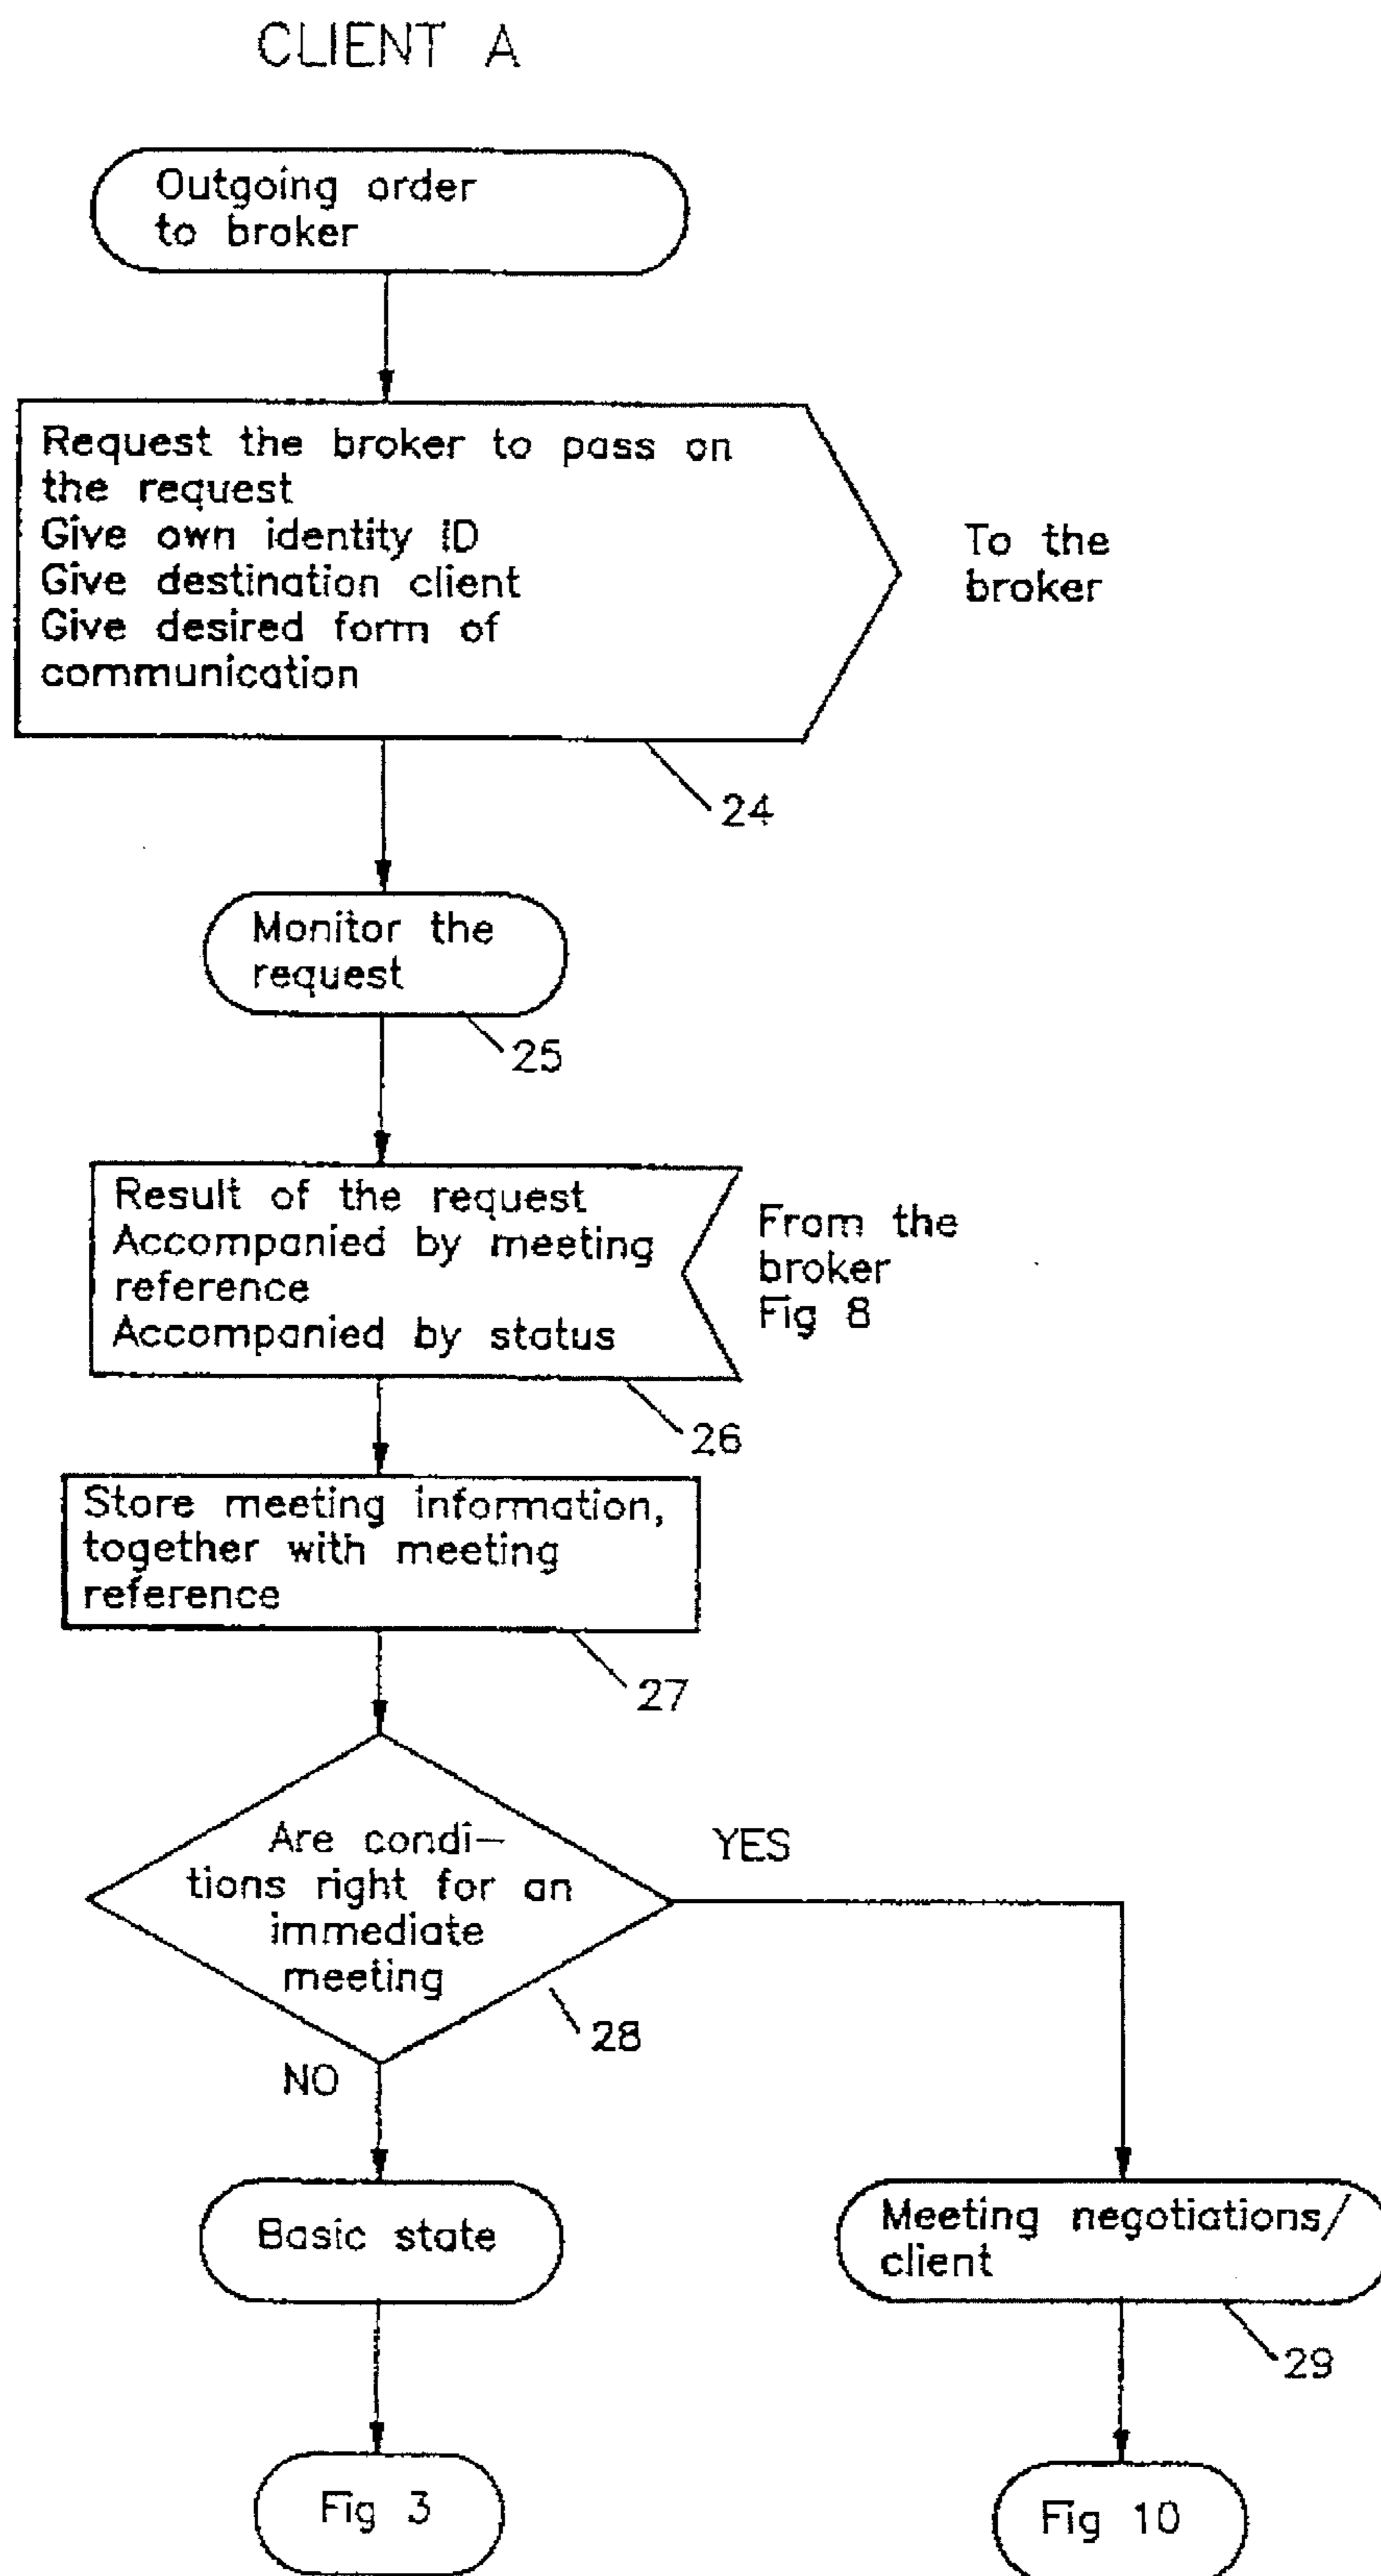 CLIENT A
Outgoing order
to broker
Request the broker to pass on
the request
Give own identity ID
Give destination client
Give desired form of
communication
To the
broker
24
Monitor the
request
25
Result of the request
Accompanied by meeting
reference
Accompanied by status
From the
broker
Fig 8
26
Store meeting information,
together with meeting
reference
27
Are condi-
tions right for an
immediate
meeting
YES
28
NO
Basic state
Meeting negotiations/
client
29
Fig 3
Fig 10